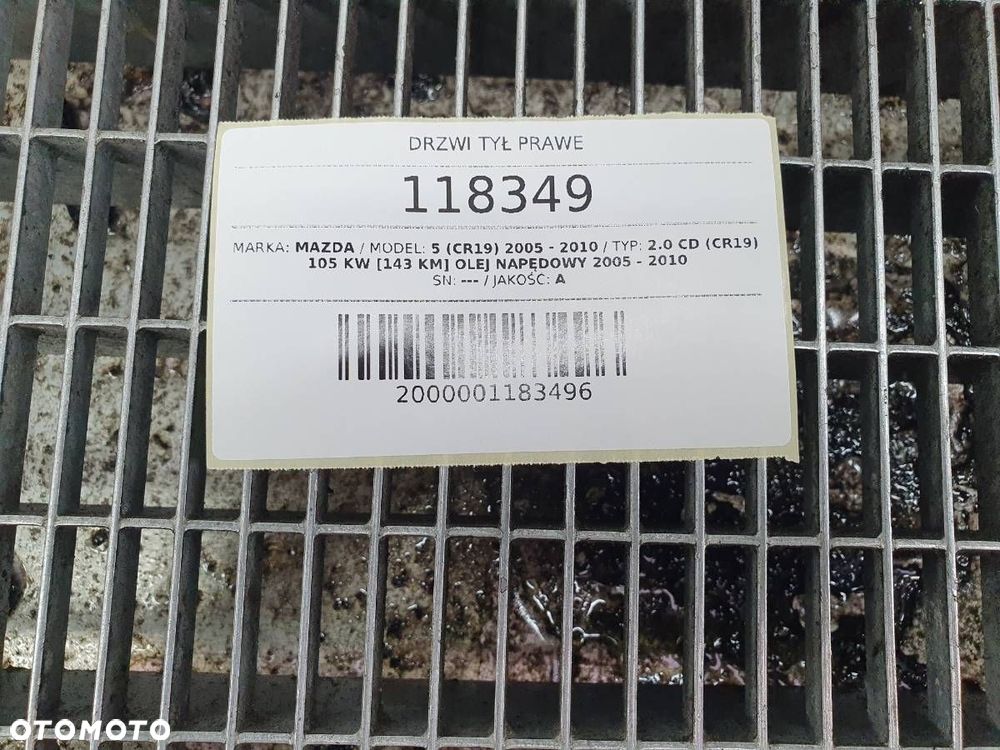 DRZWI TYŁ PRAWE
118349
MARKA: MAZDA / MODEL: 5 (CR19) 2005 - 2010 / TYP: 2.0 CD (CR19)
105 KW [143 KM] OLEJ NAPĘDOWY 2005 - 2010
SN: --- / JAKOŚĆ: A
2000001183496
OTOMOTO